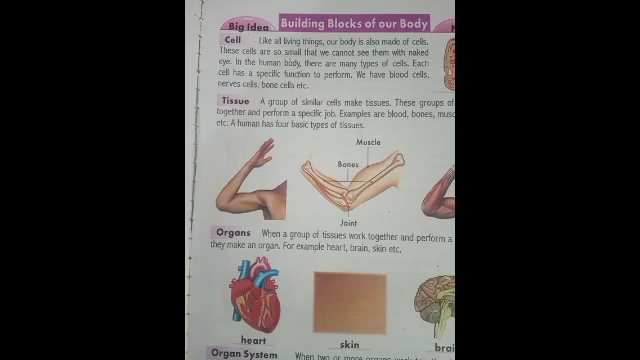 Big Idea
Building Blocks of our Body
Cell Like all living things, our body is also made of cells.
These cells are so small that we cannot see them with naked
eye. In the human body, there are many types of cells. Each
cell has a specific function to perform. We have blood cells,
nerves cells, bone cells etc.
Tissue A group of similar cells make tissues. These groups of
together and perform a specific job. Examples are blood, bones,
etc. A human has four basic types of tissues.
Muscle
Bones
Joint
Organs When a group of tissues work together and perform a
they make an organ. For example heart, brain, skin etc.
heart
skin
Organ System When two or more organs work